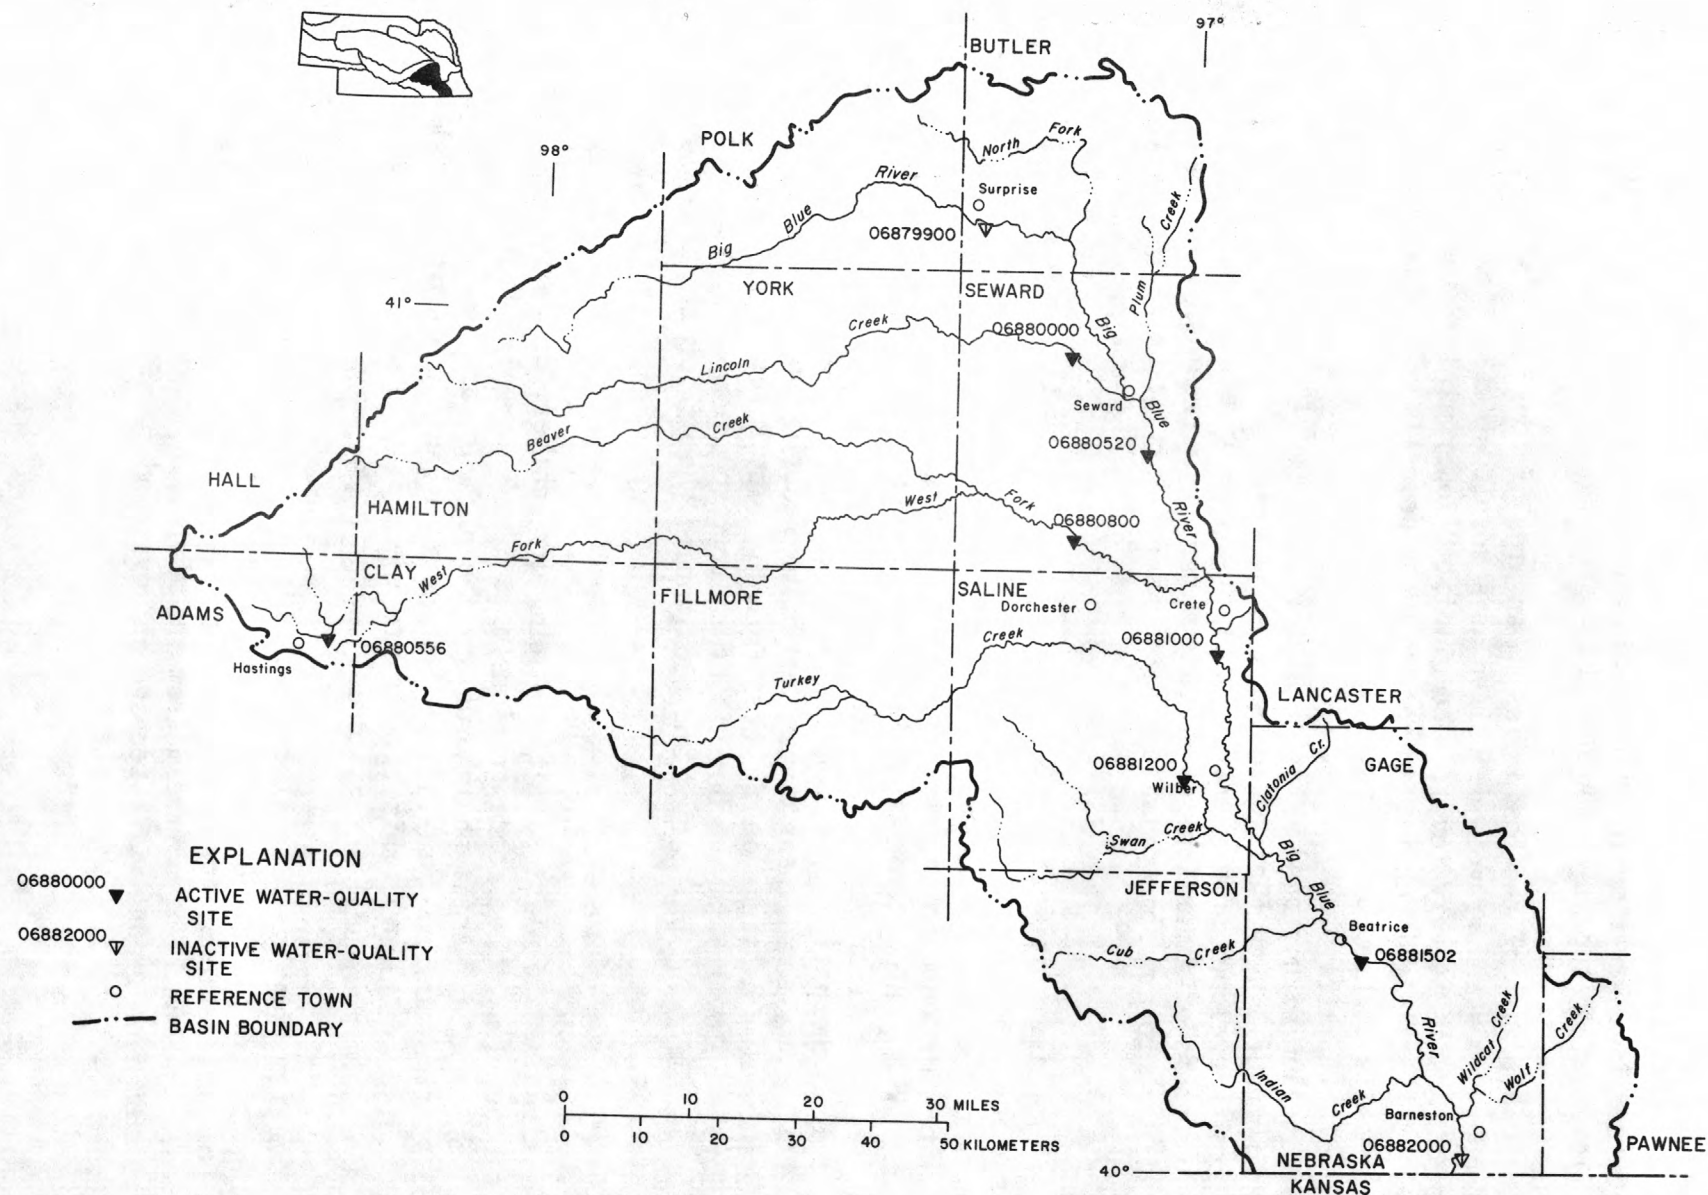 97°
BUTLER
POLK
98°
North Fork
River
Surprise
Creek
Blue
06879900
Big
YORK
SEWARD
Plum
41°
Creek
06880000
Big
Lincoln
Seward
Blue
Beaver
Creek
06880520
HALL
HAMILTON
West
Fork
River
06880800
Fork
CLAY
West
FILLMORE
SALINE
ADAMS
Dorchester
Crete
Creek
06881000
06880556
Hastings
Turkey
LANCASTER
Cr.
06881200
GAGE
Wilber
Clatonia
Swan
Creek
Big
EXPLANATION
06880000
ACTIVE WATER-QUALITY
SITE
JEFFERSON
Blue
06882000
INACTIVE WATER-QUALITY
SITE
Beatrice
Cub
Creek
06881502
REFERENCE TOWN
BASIN BOUNDARY
River
Wildcat Creek
Creek
Wolf
Indian
Creek
Barneston
0 10 20 30 MILES
0 10 20 30 40 50 KILOMETERS
06882000
PAWNEE
40°
NEBRASKA
KANSAS